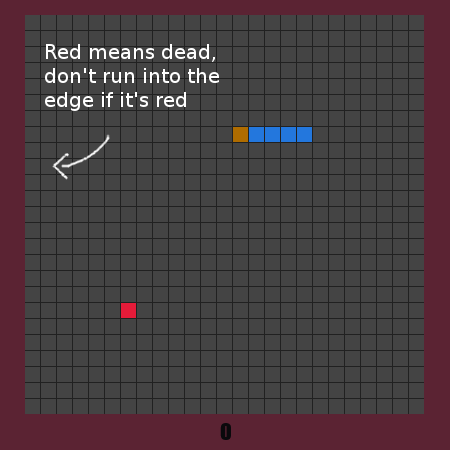 Red means dead,
don't run into the
edge if it's red
0